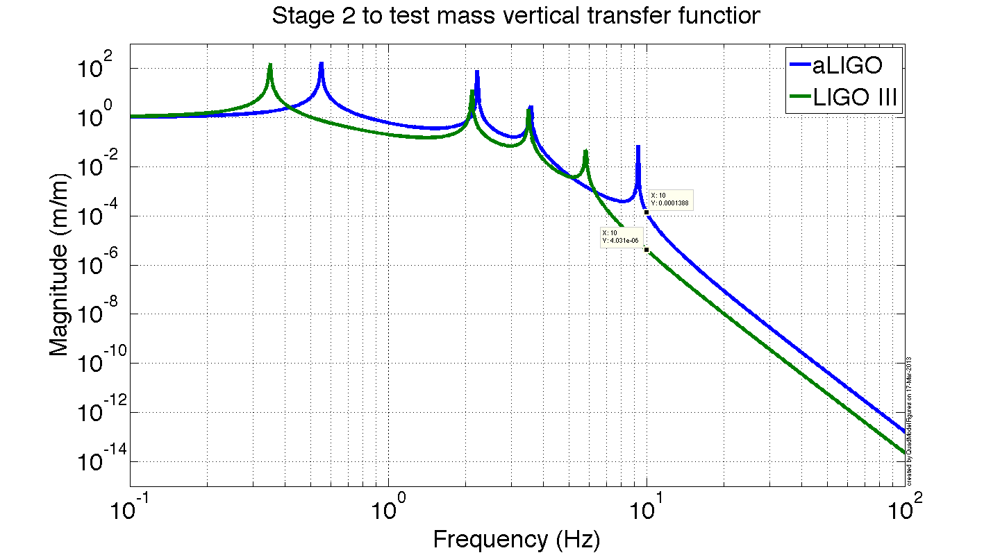 Stage 2 to test mass vertical transfer function
aLIGO
LIGO III
Magnitude (m/m)
10^2
10^0
10^-2
10^-4
10^-6
10^-8
10^-10
10^-12
10^-14
X: 10
Y: 0.0001388
X: 10
Y: 4.031e-06
10^-1
10^0
10^1
10^2
Frequency (Hz)
created by QuadModelFigures on 17-Mar-2013